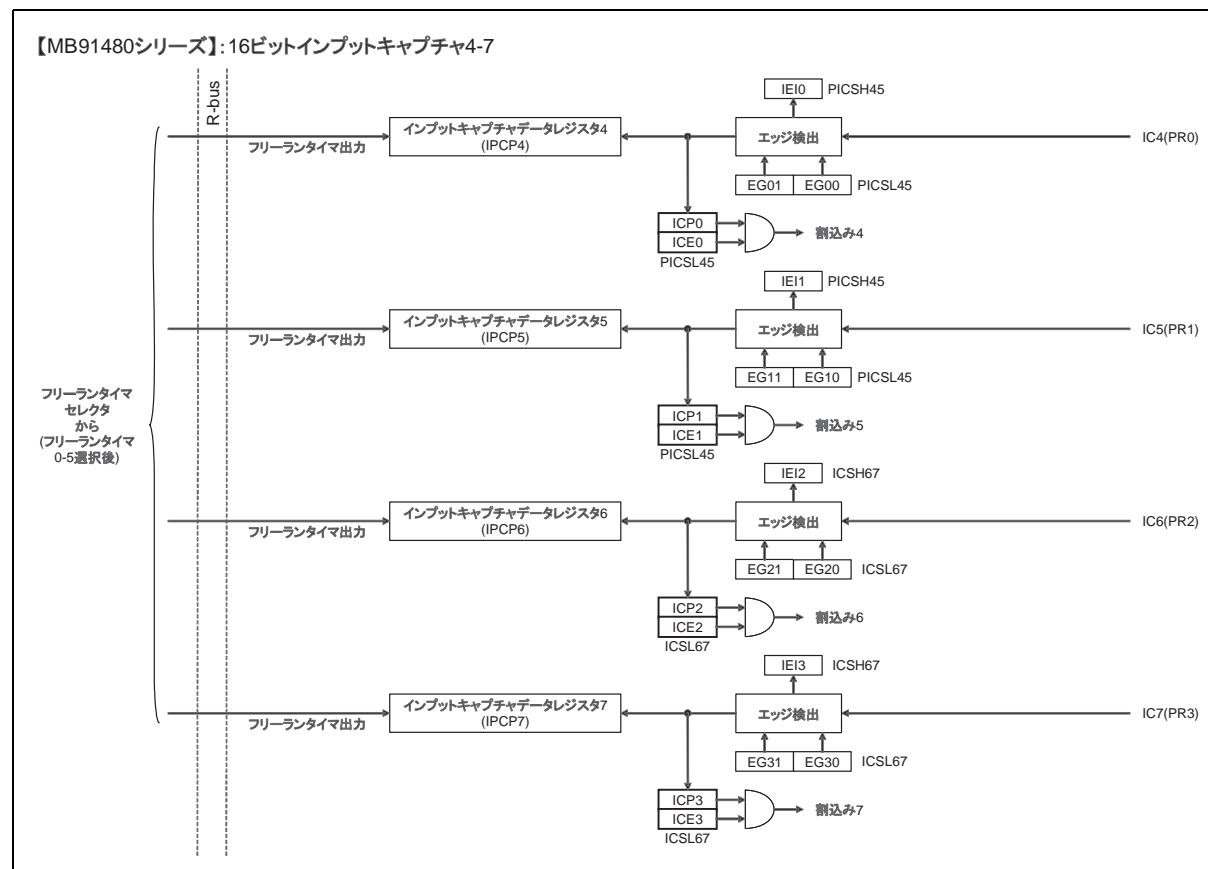 【MB91480シリーズ】：16ビットインプットキャプチャ4-7
R-bus
IEI0 PICSH45
インプットキャプチャデータレジスタ4
(IPCP4)
エッジ検出
IC4(PR0)
フリーランタイマ出力
EG01 EG00 PICSL45
ICP0
ICE0
割込み4
PICSL45
IEI1 PICSH45
インプットキャプチャデータレジスタ5
(IPCP5)
エッジ検出
IC5(PR1)
フリーランタイマ出力
EG11 EG10 PICSL45
フリーランタイマ
セレクタ
から
(フリーランタイマ
0-5選択後)
ICP1
ICE1
割込み5
PICSL45
IEI2 ICSH67
インプットキャプチャデータレジスタ6
(IPCP6)
エッジ検出
IC6(PR2)
フリーランタイマ出力
EG21 EG20 ICSL67
ICP2
ICE2
割込み6
ICSL67
IEI3 ICSH67
インプットキャプチャデータレジスタ7
(IPCP7)
エッジ検出
IC7(PR3)
フリーランタイマ出力
EG31 EG30 ICSL67
ICP3
ICE3
割込み7
ICSL67